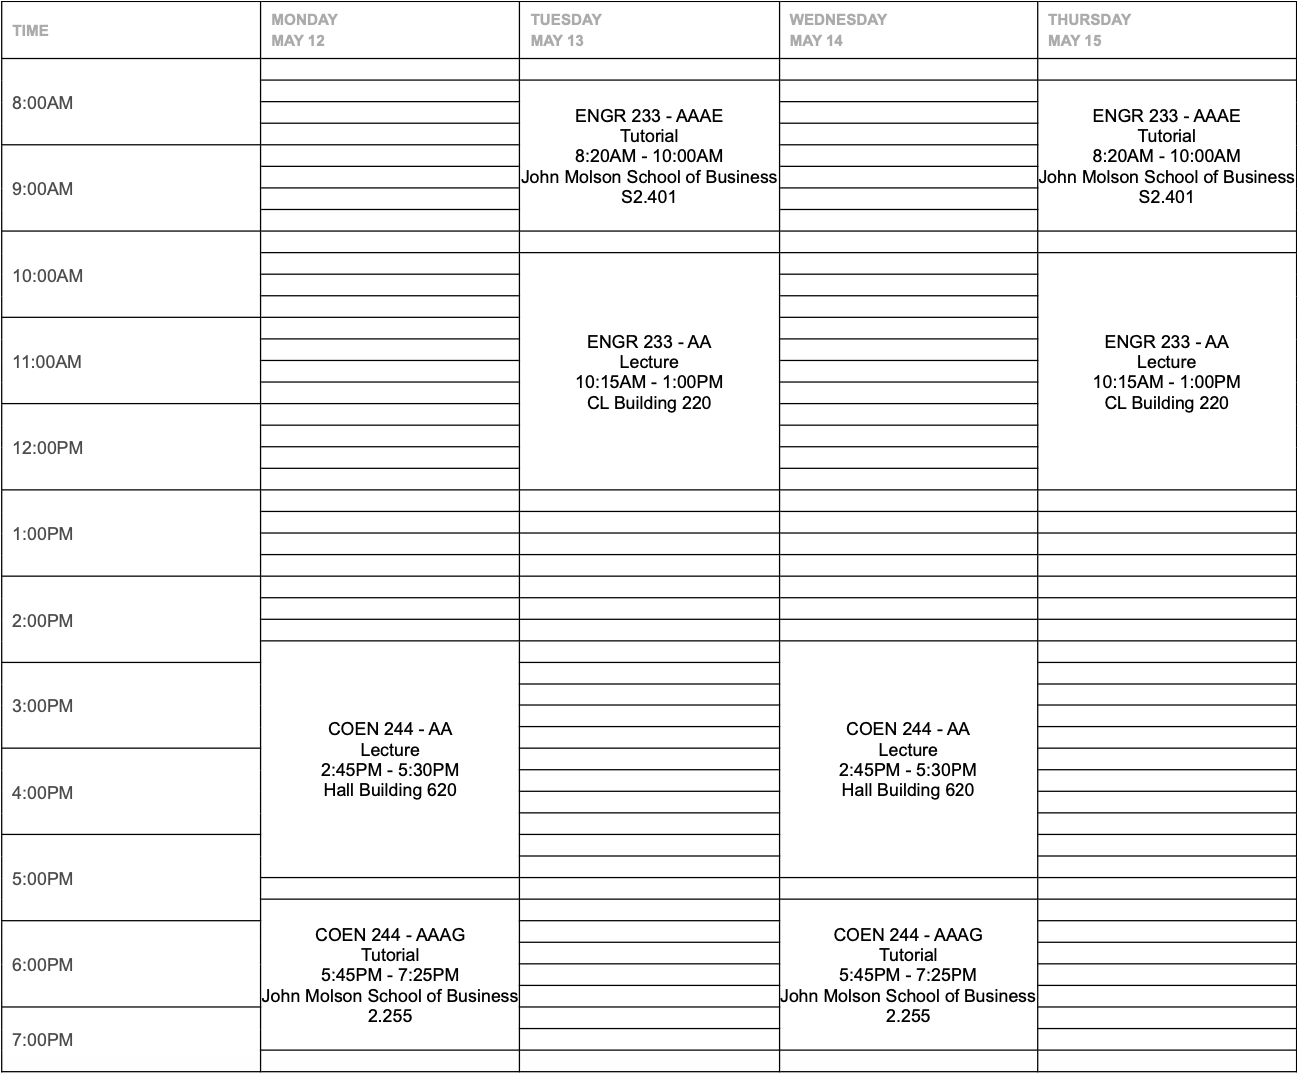 TIME
MONDAY
MAY 12
TUESDAY
MAY 13
WEDNESDAY
MAY 14
THURSDAY
MAY 15
8:00AM
ENGR 233 - AAAE
Tutorial
8:20AM - 10:00AM
John Molson School of Business
S2.401
ENGR 233 - AAAE
Tutorial
8:20AM - 10:00AM
John Molson School of Business
S2.401
9:00AM
10:00AM
ENGR 233 - AA
Lecture
10:15AM - 1:00PM
CL Building 220
ENGR 233 - AA
Lecture
10:15AM - 1:00PM
CL Building 220
11:00AM
12:00PM
1:00PM
2:00PM
COEN 244 - AA
Lecture
2:45PM - 5:30PM
Hall Building 620
COEN 244 - AA
Lecture
2:45PM - 5:30PM
Hall Building 620
3:00PM
4:00PM
5:00PM
COEN 244 - AAAG
Tutorial
5:45PM - 7:25PM
John Molson School of Business
2.255
COEN 244 - AAAG
Tutorial
5:45PM - 7:25PM
John Molson School of Business
2.255
6:00PM
7:00PM